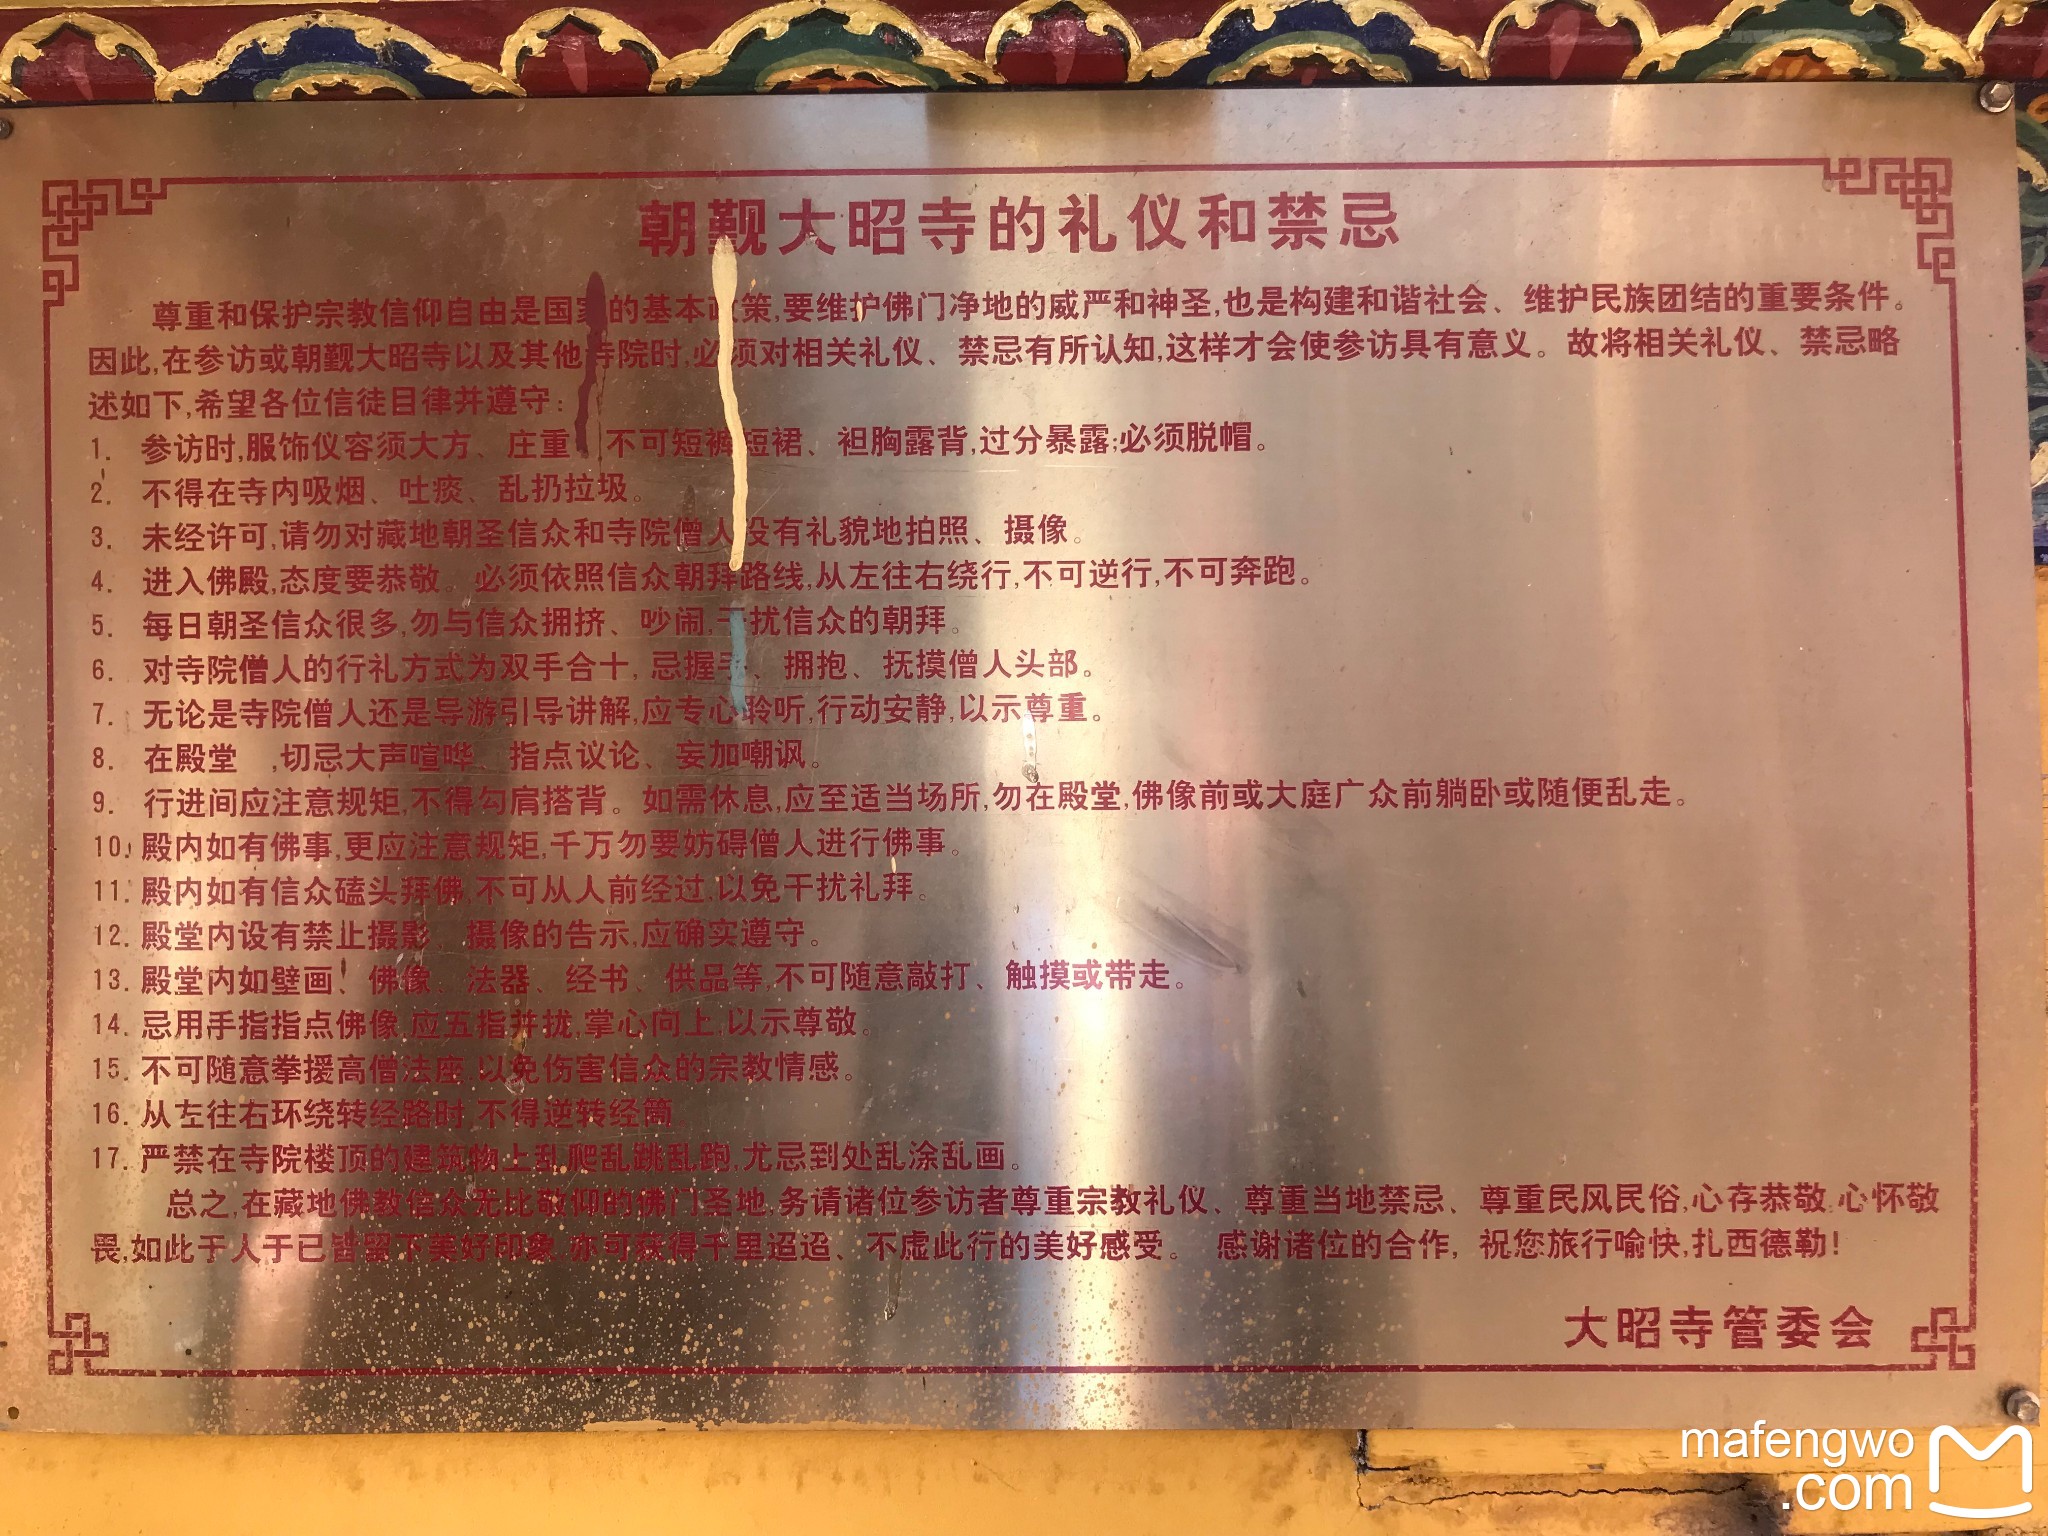 朝觐大昭寺的礼仪和禁忌
尊重和保护宗教信仰自由是国家的基本政策,要维护佛门净地的威严和神圣,也是构建和谐社会、维护民族团结的重要条件。
因此,在参访或朝觐大昭寺以及其他寺院时,必须对相关礼仪、禁忌有所认知,这样才会使参访具有意义。故将相关礼仪、禁忌略
述如下,希望各位信徒自律并遵守:
1. 参访时,服饰仪容须大方、庄重 不可短裤短裙、袒胸露背,过分暴露;必须脱帽。
2. 不得在寺内吸烟、吐痰、乱扔垃圾。
3. 未经许可,请勿对藏地朝圣信众和寺院僧人没有礼貌地拍照、摄像。
4. 进入佛殿,态度要恭敬。必须依照信众朝拜路线,从左往右绕行,不可逆行,不可奔跑。
5. 每日朝圣信众很多,勿与信众拥挤、吵闹,干扰信众的朝拜。
6. 对寺院僧人的行礼方式为双手合十, 忌握手、拥抱、抚摸僧人头部。
7. 无论是寺院僧人还是导游引导讲解,应专心聆听,行动安静,以示尊重。
8. 在殿堂 ,切忌大声喧哗、指点议论、妄加嘲讽。
9. 行进间应注意规矩,不得勾肩搭背。如需休息,应至适当场所,勿在殿堂,佛像前或大庭广众前躺卧或随便乱走。
10. 殿内如有佛事,更应注意规矩,千万勿要妨碍僧人进行佛事。
11. 殿内如有信众磕头拜佛,不可从人前经过,以免干扰礼拜。
12. 殿堂内设有禁止摄影、摄像的告示,应确实遵守。
13. 殿堂内如壁画、佛像、法器、经书、供品等,不可随意敲打、触摸或带走。
14. 忌用手指指点佛像,应五指并拢,掌心向上,以示尊敬。
15. 不可随意拳援高僧法座,以免伤害信众的宗教情感。
16. 从左往右环绕转经路时,不得逆转经筒。
17. 严禁在寺院楼顶的建筑物上乱爬乱跳乱跑,尤忌到处乱涂乱画。
总之,在藏地佛教信众无比敬仰的佛门圣地,务请诸位参访者尊重宗教礼仪、尊重当地禁忌、尊重民风民俗,心存恭敬,心怀敬
畏,如此于人于已皆留下美好印象,亦可获得千里迢迢、不虚此行的美好感受。 感谢诸位的合作, 祝您旅行愉快,扎西德勒!
大昭寺管委会
mafengwo
.com